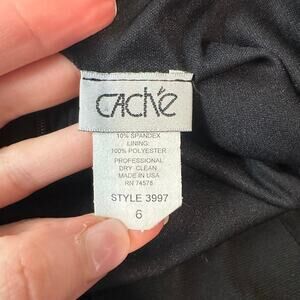 Caché
10% SPANDEX
LINING:
100% POLYESTER
PROFESSIONAL
DRY CLEAN
MADE IN USA
RN 74578
STYLE 3997
6